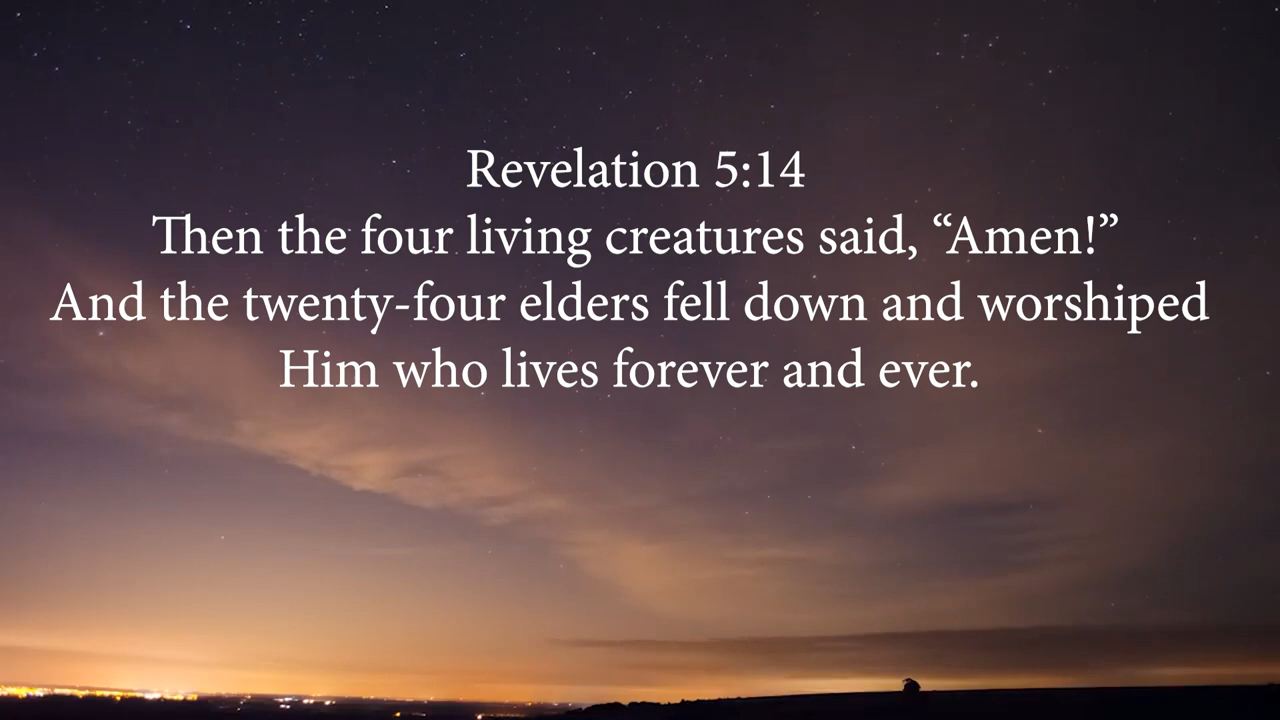 Revelation 5:14
Then the four living creatures said, “Amen!”
And the twenty-four elders fell down and worshiped
Him who lives forever and ever.